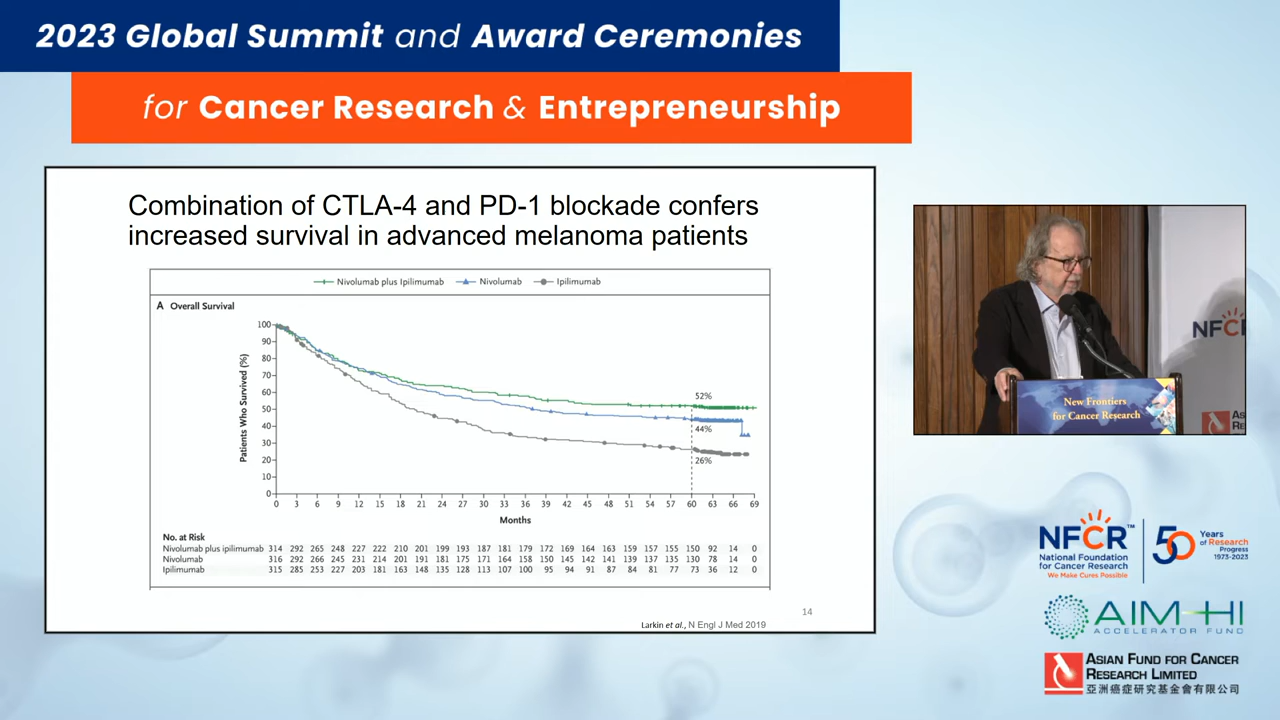 2023 Global Summit and Award Ceremonies
for Cancer Research & Entrepreneurship
Combination of CTLA-4 and PD-1 blockade confers
increased survival in advanced melanoma patients
Nivolumab plus Ipilimumab Nivolumab Ipilimumab
A Overall Survival
Patients Who Survived (%)
100
90
80
70
60
50
40
30
20
10
0
52%
44%
26%
0 3 6 9 12 15 18 21 24 27 30 33 36 39 42 45 48 51 54 57 60 63 66 69
Months
No. at Risk
Nivolumab plus ipilimumab 314 292 265 248 227 222 210 201 199 193 187 181 179 172 169 164 163 159 157 155 150 92 14 0
Nivolumab 316 292 266 245 231 214 201 191 181 175 171 164 158 150 145 142 141 139 137 135 130 78 14 0
Ipilimumab 315 285 253 227 203 181 163 148 135 128 113 107 100 95 94 91 87 84 81 77 73 36 12 0
14
Larkin et al., N Engl J Med 2019
NFCR
New Frontiers
for Cancer Research
NFCR™
National Foundation
for Cancer Research
We Make Cures Possible
50 Years
of Research
Progress
1973-2023
AIM-HI
ACCELERATOR FUND
ASIAN FUND FOR CANCER
RESEARCH LIMITED
亞洲癌症研究基金會有限公司